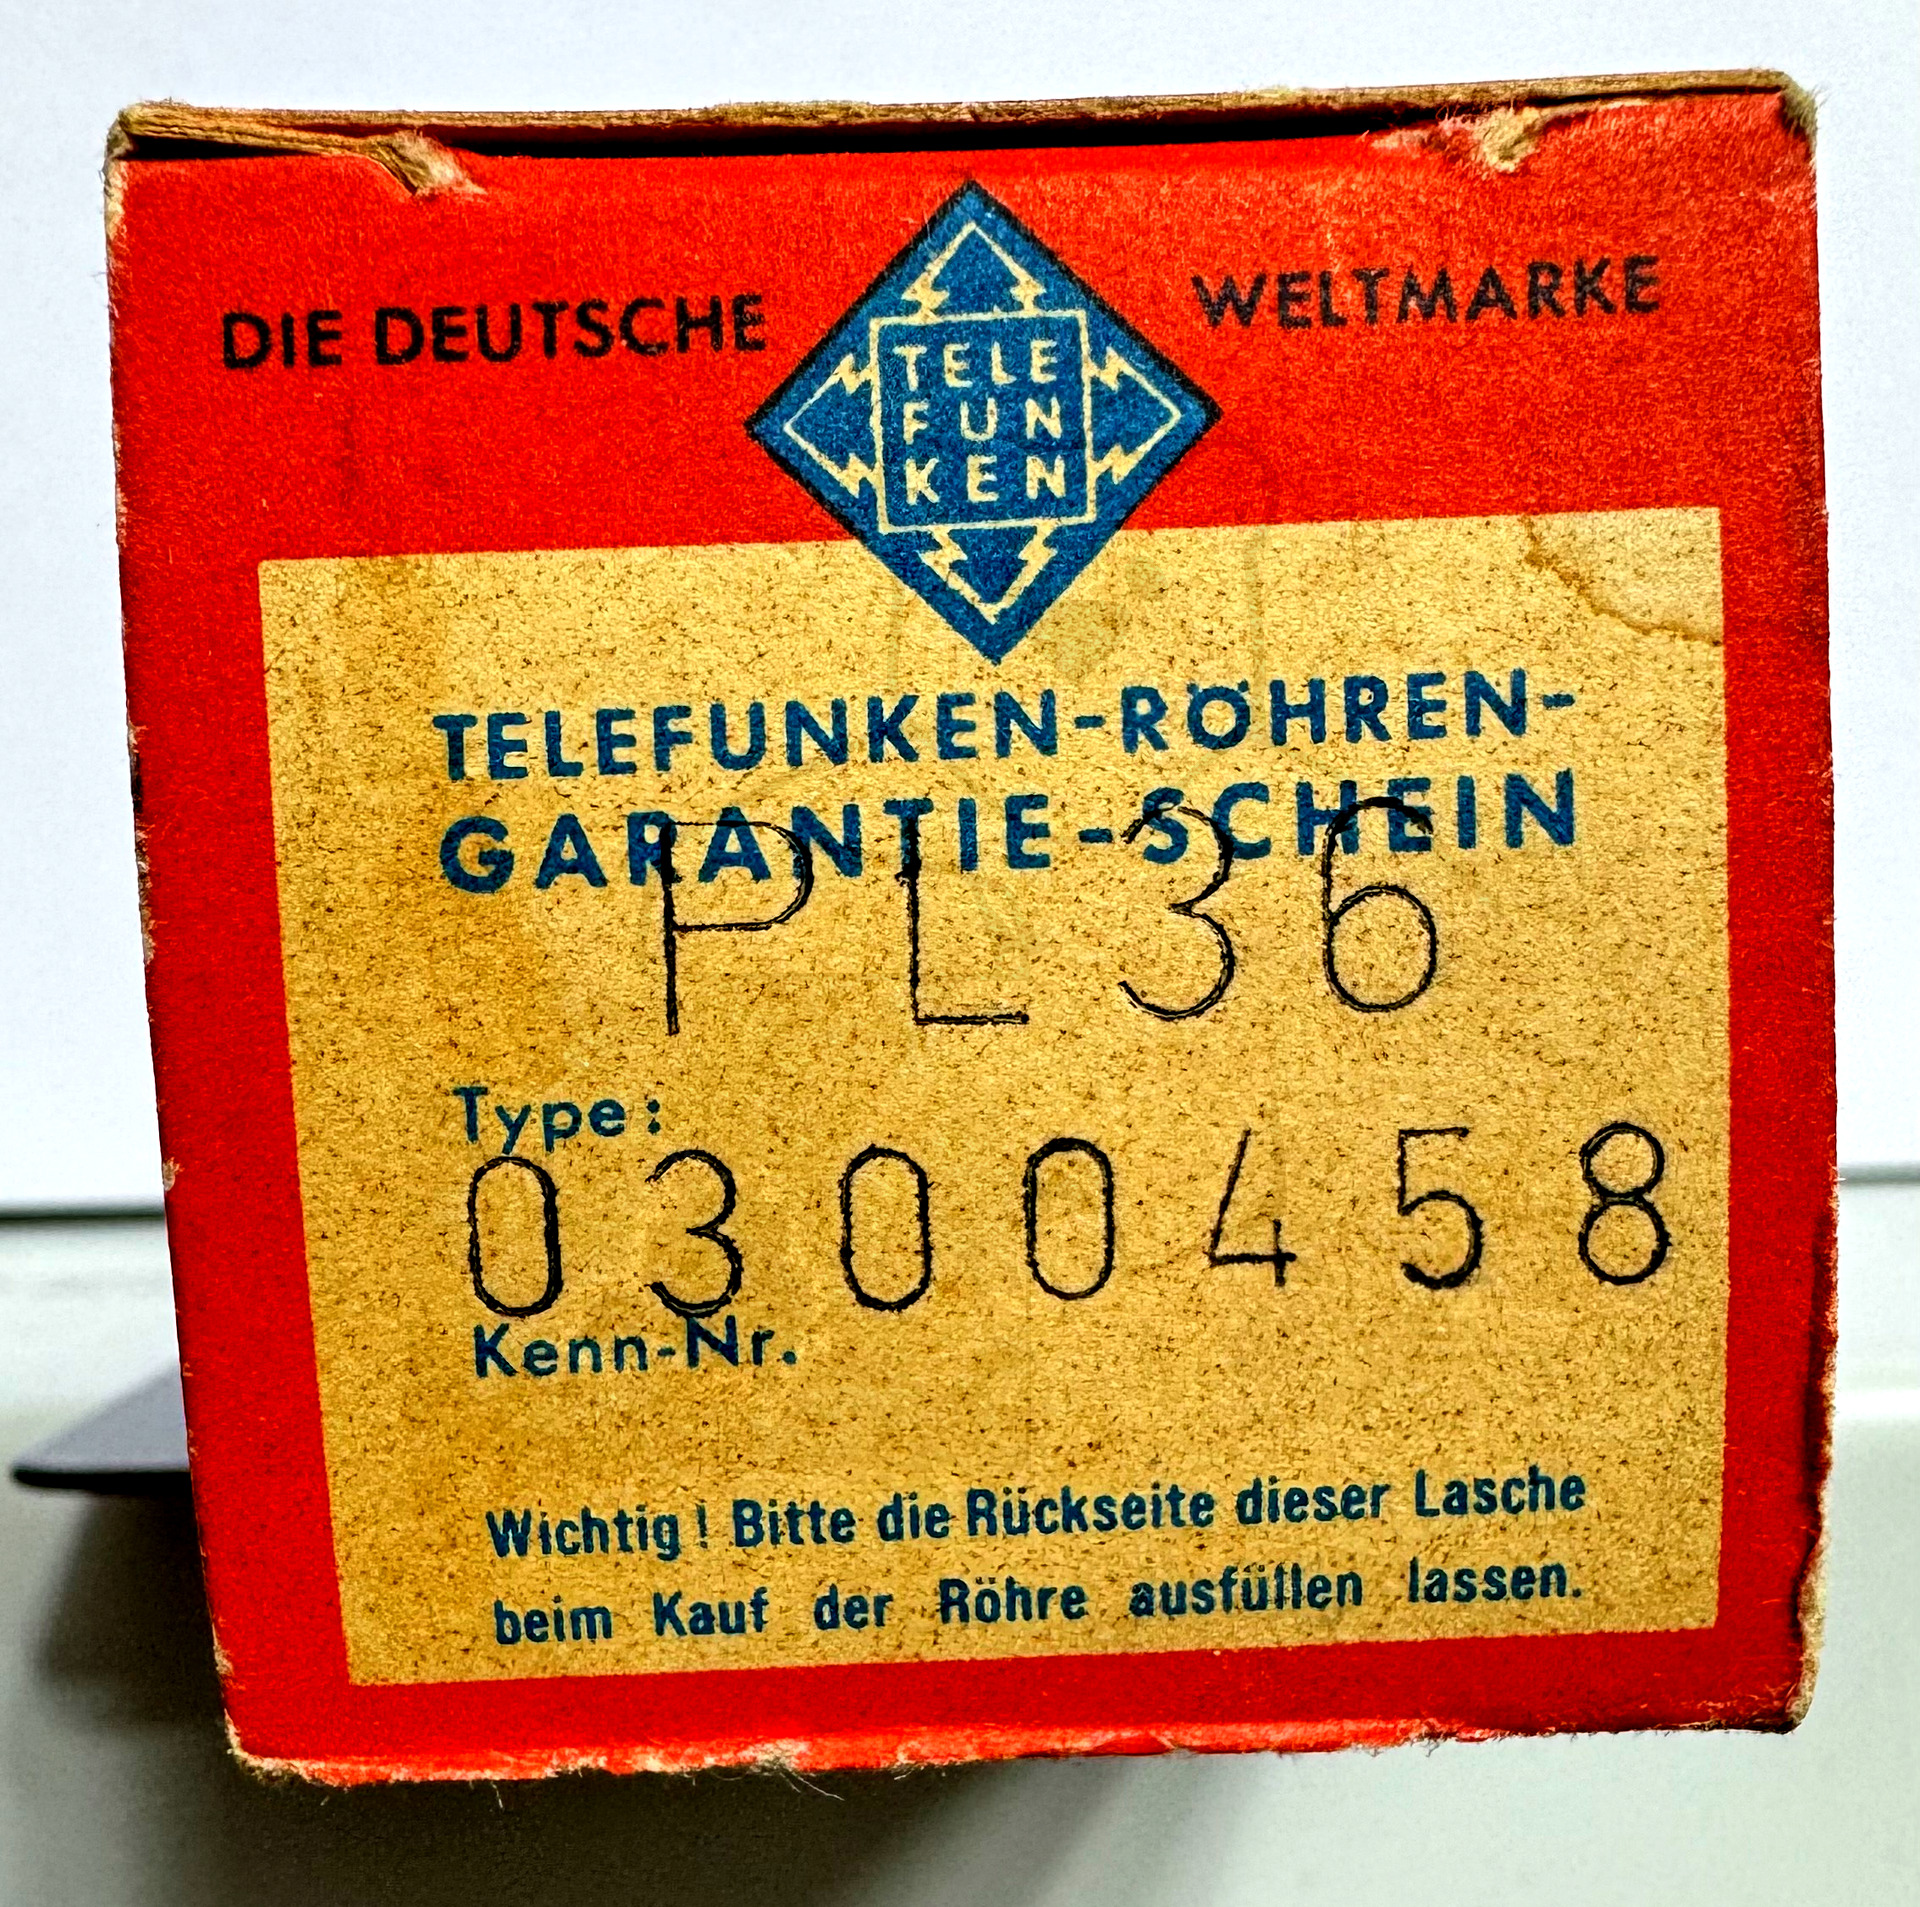 DIE DEUTSCHE WELTMARKE
TELE
FUN
KEN
TELEFUNKEN-RÖHREN-
GARANTIE-SCHEIN
PL36
Type:
0300458
Kenn-Nr.
Wichtig! Bitte die Rückseite dieser Lasche
beim Kauf der Röhre ausfüllen lassen.